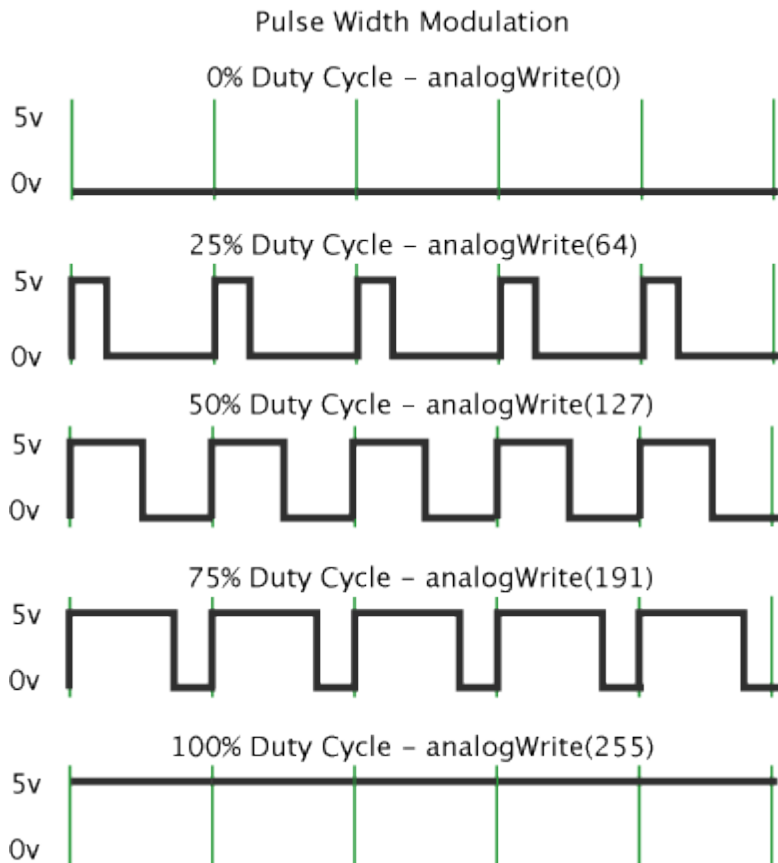 Pulse Width Modulation
0% Duty Cycle – analogWrite(0)
5v
0v
25% Duty Cycle – analogWrite(64)
5v
0v
50% Duty Cycle – analogWrite(127)
5v
0v
75% Duty Cycle – analogWrite(191)
5v
0v
100% Duty Cycle – analogWrite(255)
5v
0v